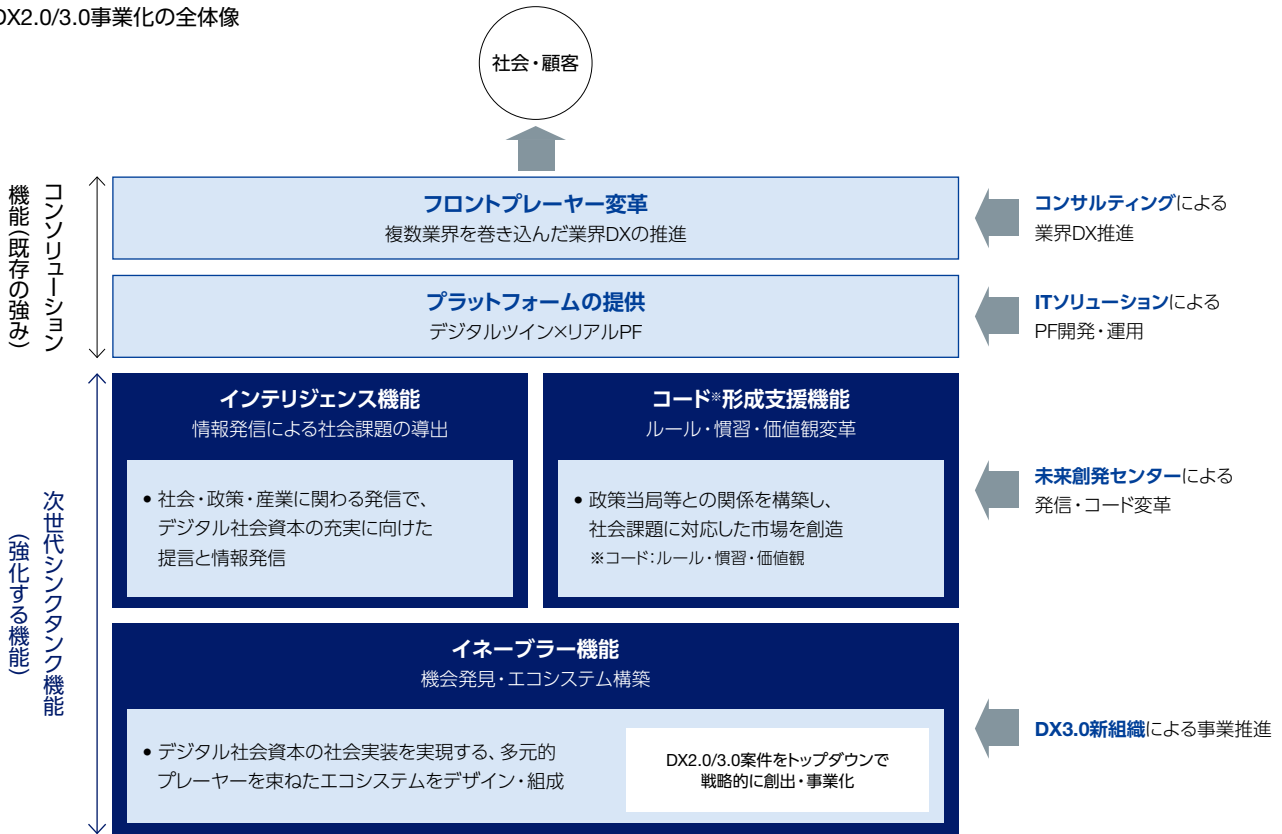 DX2.0/3.0事業化の全体像
社会・顧客
コンソリューション
機能(既存の強み)
フロントプレーヤー変革
複数業界を巻き込んだ業界DXの推進
コンサルティングによる
業界DX推進
プラットフォームの提供
デジタルツイン×リアルPF
ITソリューションによる
PF開発・運用
次世代シンクタンク機能
(強化する機能)
インテリジェンス機能
情報発信による社会課題の導出
• 社会・政策・産業に関わる発信で、
デジタル社会資本の充実に向けた
提言と情報発信
コード※形成支援機能
ルール・慣習・価値観変革
• 政策当局等との関係を構築し、
社会課題に対応した市場を創造
※コード:ルール・慣習・価値観
未来創発センターによる
発信・コード変革
イネーブラー機能
機会発見・エコシステム構築
• デジタル社会資本の社会実装を実現する、多元的
プレーヤーを束ねたエコシステムをデザイン・組成
DX2.0/3.0案件をトップダウンで
戦略的に創出・事業化
DX3.0新組織による事業推進